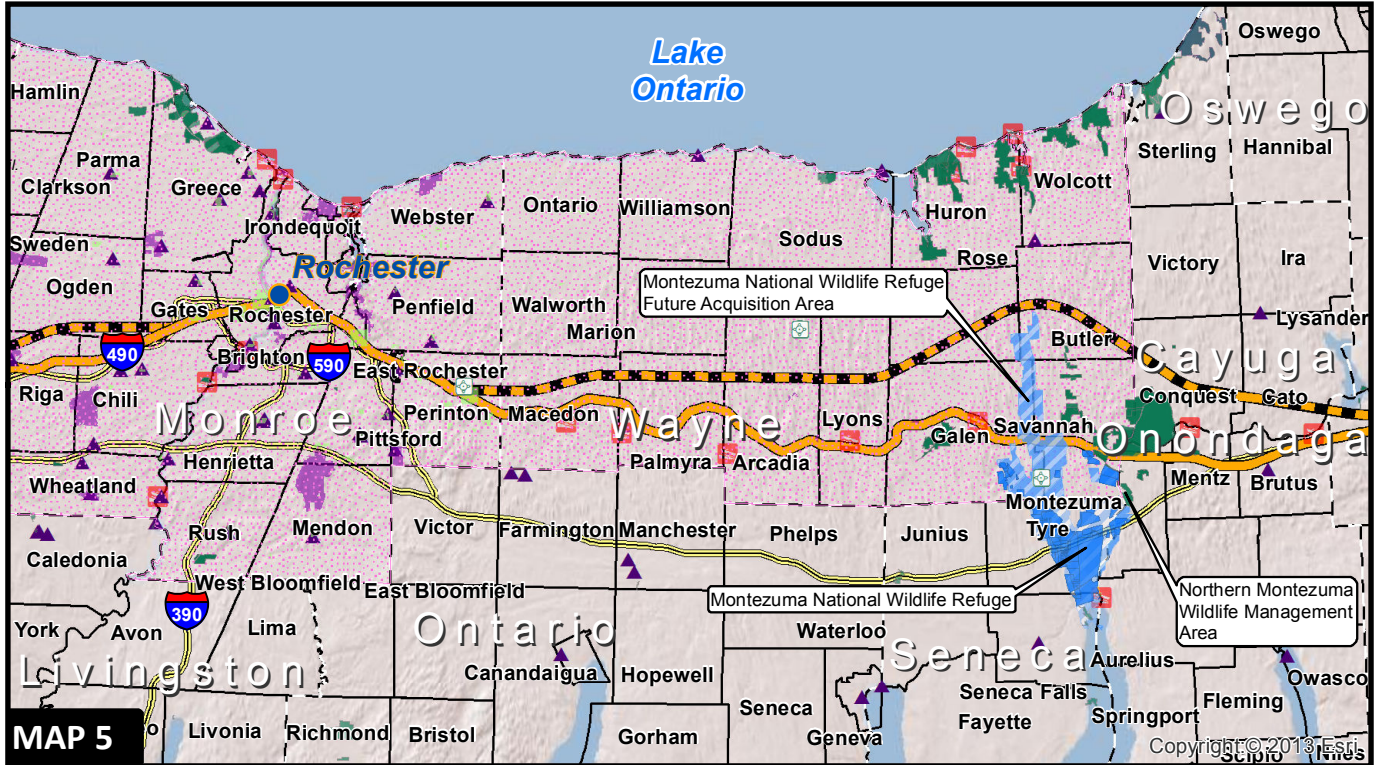 Lake
Ontario
Oswego
Hamlin
Oswego
Parma
Clarkson
Greece
Sterling
Hannibal
Wolcott
Webster
Ontario
Williamson
Huron
Irondequoit
Sweden
Sodus
Rochester
Rose
Victory
Ira
Ogden
Montezuma National Wildlife Refuge
Future Acquisition Area
Gates
Rochester
Penfield
Walworth
Marion
Lysander
Butler
490
Brighton
590
East Rochester
Cayuga
Riga
Chili
Conquest
Cato
Monroe
Perinton
Macedon
Wayne
Lyons
Savannah
Pittsford
Galen
Onondaga
Henrietta
Palmyra
Arcadia
Mentz
Brutus
Wheatland
Montezuma
Rush
Mendon
Victor
Farmington
Manchester
Phelps
Junius
Tyre
Caledonia
West Bloomfield
East Bloomfield
Montezuma National Wildlife Refuge
Northern Montezuma
Wildlife Management
Area
390
York
Avon
Lima
Ontario
Waterloo
Livingston
Canandaigua
Hopewell
Seneca
Aurelius
Owasco
Seneca Falls
Fleming
Seneca
Fayette
Springport
MAP 5
o
Livonia
Richmond
Bristol
Gorham
Geneva
Copyright:© 2013 Esri
Scipio
Niles